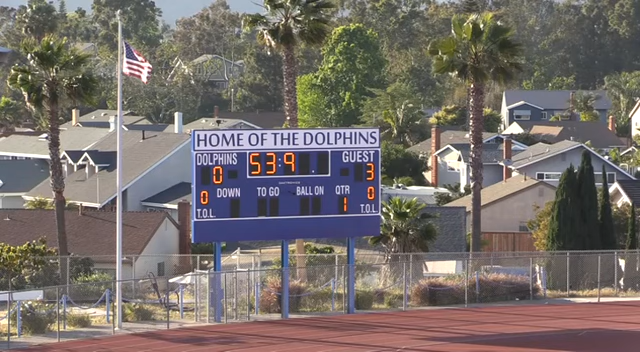 HOME OF THE DOLPHINS
DOLPHINS 53:9 GUEST
0 3
DOWN TO GO BALL ON QTR
0 1 0
T.O.L. T.O.L.